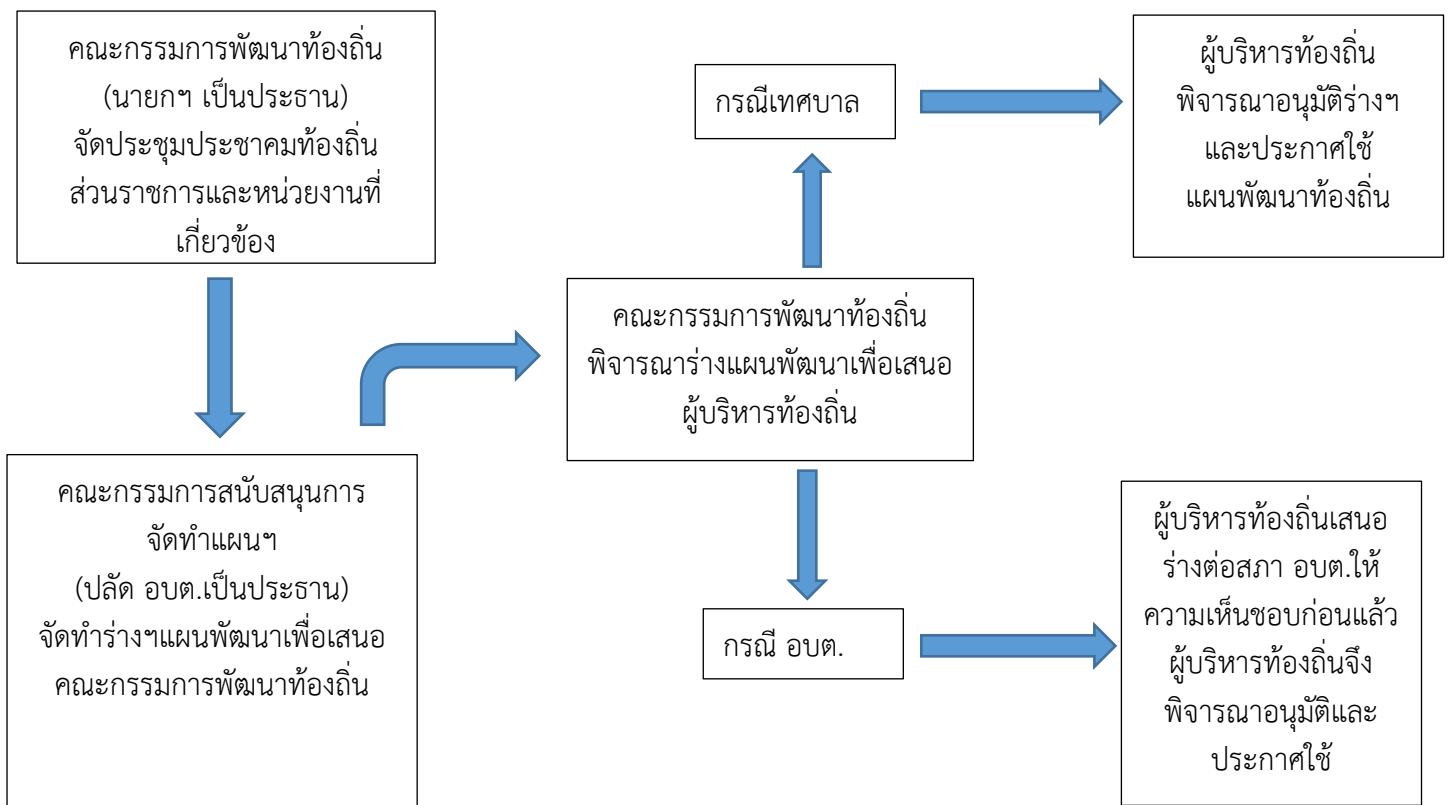 คณะกรรมการพัฒนาท้องถิ่น
(นายกฯ เป็นประธาน)
จัดประชุมประชาคมท้องถิ่น
ส่วนราชการและหน่วยงานที่
เกี่ยวข้อง
คณะกรรมการสนับสนุนการ
จัดทำแผนฯ
(ปลัด อบต.เป็นประธาน)
จัดทำร่างฯแผนพัฒนาเพื่อเสนอ
คณะกรรมการพัฒนาท้องถิ่น
คณะกรรมการพัฒนาท้องถิ่น
พิจารณาร่างแผนพัฒนาเพื่อเสนอ
ผู้บริหารท้องถิ่น
กรณีเทศบาล
ผู้บริหารท้องถิ่น
พิจารณาอนุมัติร่างฯ
และประกาศใช้
แผนพัฒนาท้องถิ่น
กรณี อบต.
ผู้บริหารท้องถิ่นเสนอ
ร่างต่อสภา อบต.ให้
ความเห็นชอบก่อนแล้ว
ผู้บริหารท้องถิ่นจึง
พิจารณาอนุมัติและ
ประกาศใช้